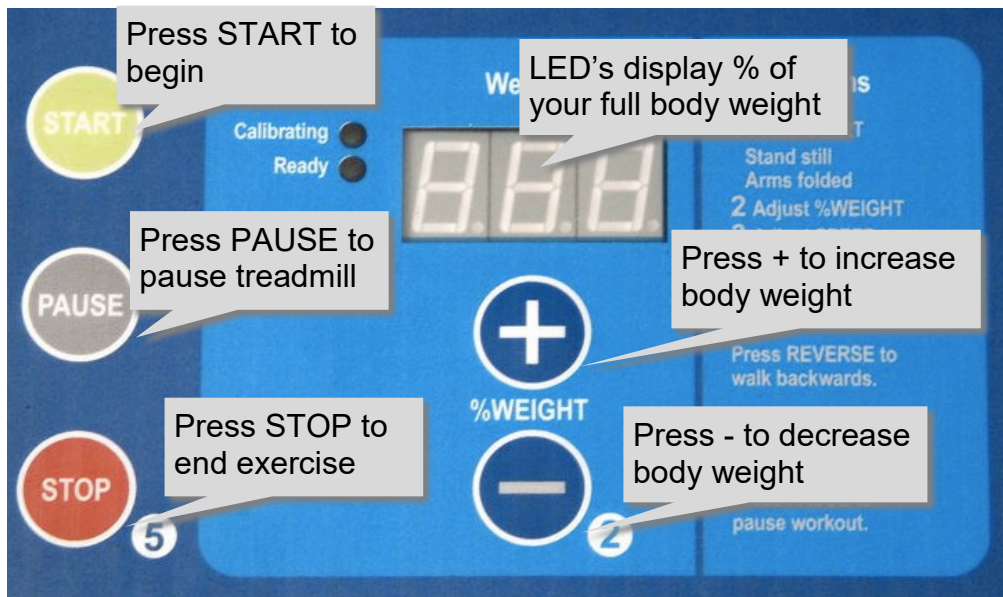 Press START to
begin
START
LED's display % of
your full body weight
Calibrating
Ready
Stand still
Arms folded
2 Adjust %WEIGHT
Press PAUSE to
pause treadmill
PAUSE
Press + to increase
body weight
+
Press REVERSE to
walk backwards.
%WEIGHT
Press STOP to
end exercise
STOP
5
Press - to decrease
body weight
−
2
pause workout.